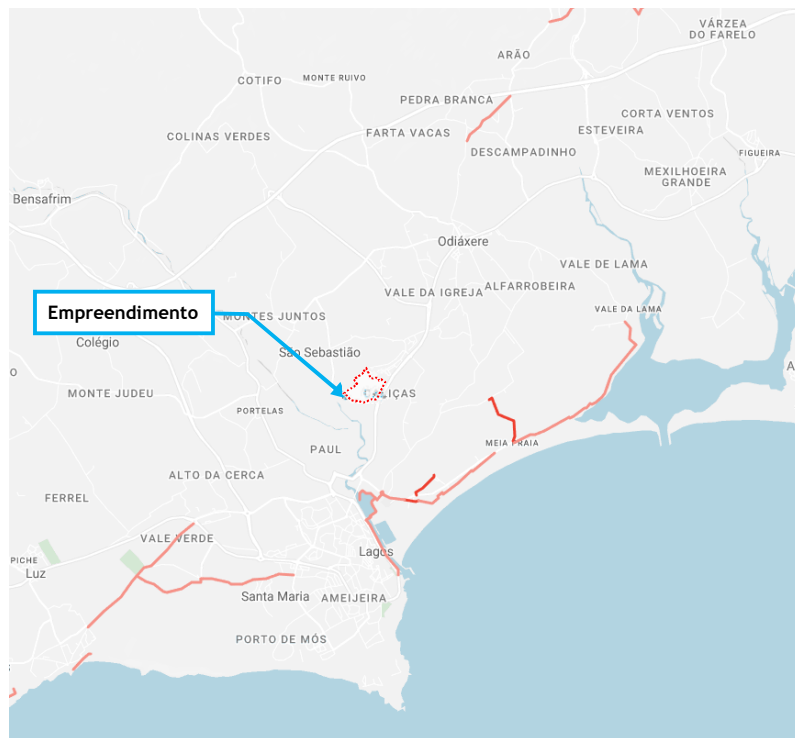 VÁRZEA
DO FARELO
ARÃO
COTIFO
MONTE RUIVO
PEDRA BRANCA
CORTA VENTOS
COLINAS VERDES
FARTA VACAS
ESTEVEIRA
DESCAMPADINHO
FIGUEIRA
MEXILHOEIRA
GRANDE
Bensafrim
Odiáxere
VALE DE LAMA
VALE DA IGREJA
ALFARROBEIRA
VALE DA LAMA
Empreendimento
MONTES JUNTOS
Colégio
São Sebastião
O
A
MONTE JUDEU
CALIÇAS
PORTELAS
MEIA PRAIA
PAUL
ALTO DA CERCA
FERREL
VALE VERDE
Lagos
PICHE
Luz
Santa Maria
AMEIJEIRA
PORTO DE MÓS